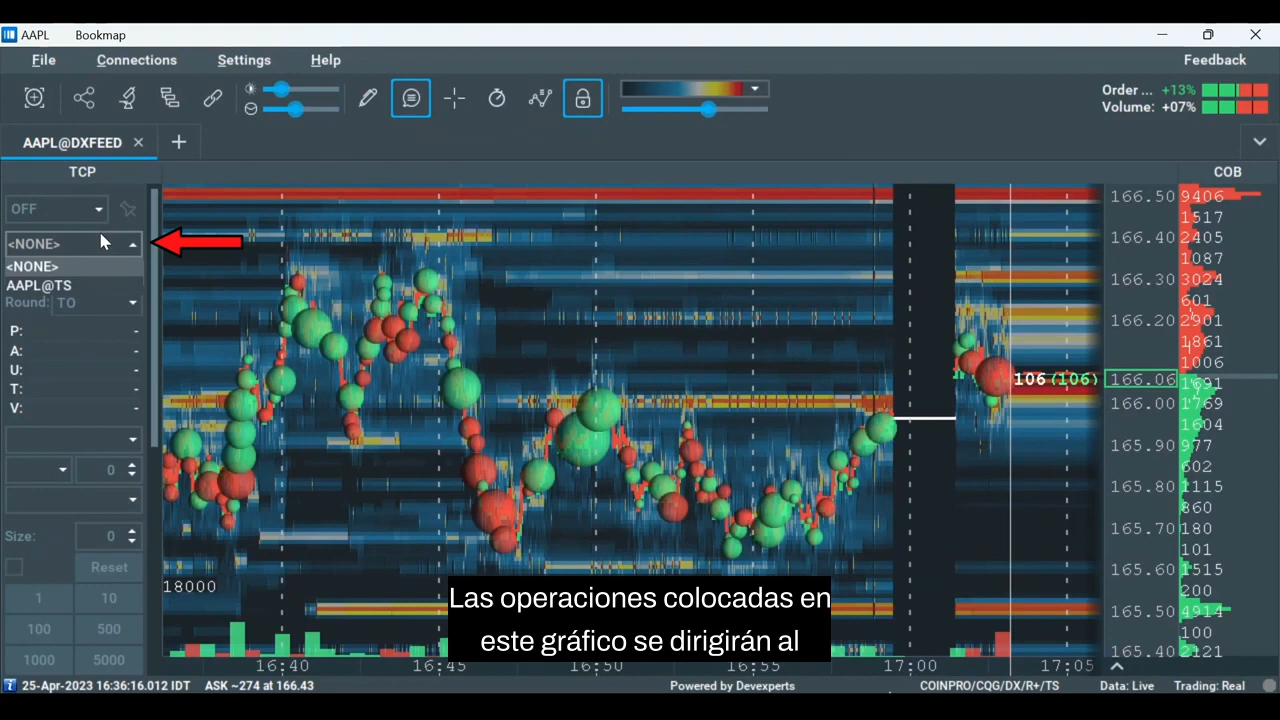 AAPL Bookmap
File Connections Settings Help Feedback
Order ... +13%
Volume: +07%
AAPL@DXFEED
TCP COB
OFF
<NONE>
<NONE>
AAPL@TS
Round: TO
P: -
A: -
U: -
T: -
V: -
0
Size: 0
Reset
1 10
100 500
1000 5000
18000
106 (106)
166.50 9406
1517
166.40 2405
1087
166.30 3024
601
166.20 2901
1861
1006
166.06 1691
166.00 1769
1604
165.90 977
602
165.80 1115
860
165.70 180
101
165.60 1515
200
165.50 4914
100
165.40 2121
Las operaciones colocadas en
este gráfico se dirigirán al
16:40 16:45 16:50 16:55 17:00 17:05
25-Apr-2023 16:36:16.012 IDT ASK ~274 at 166.43 Powered by Devexperts COINPRO/CQG/DX/R+/TS Data: Live Trading: Real